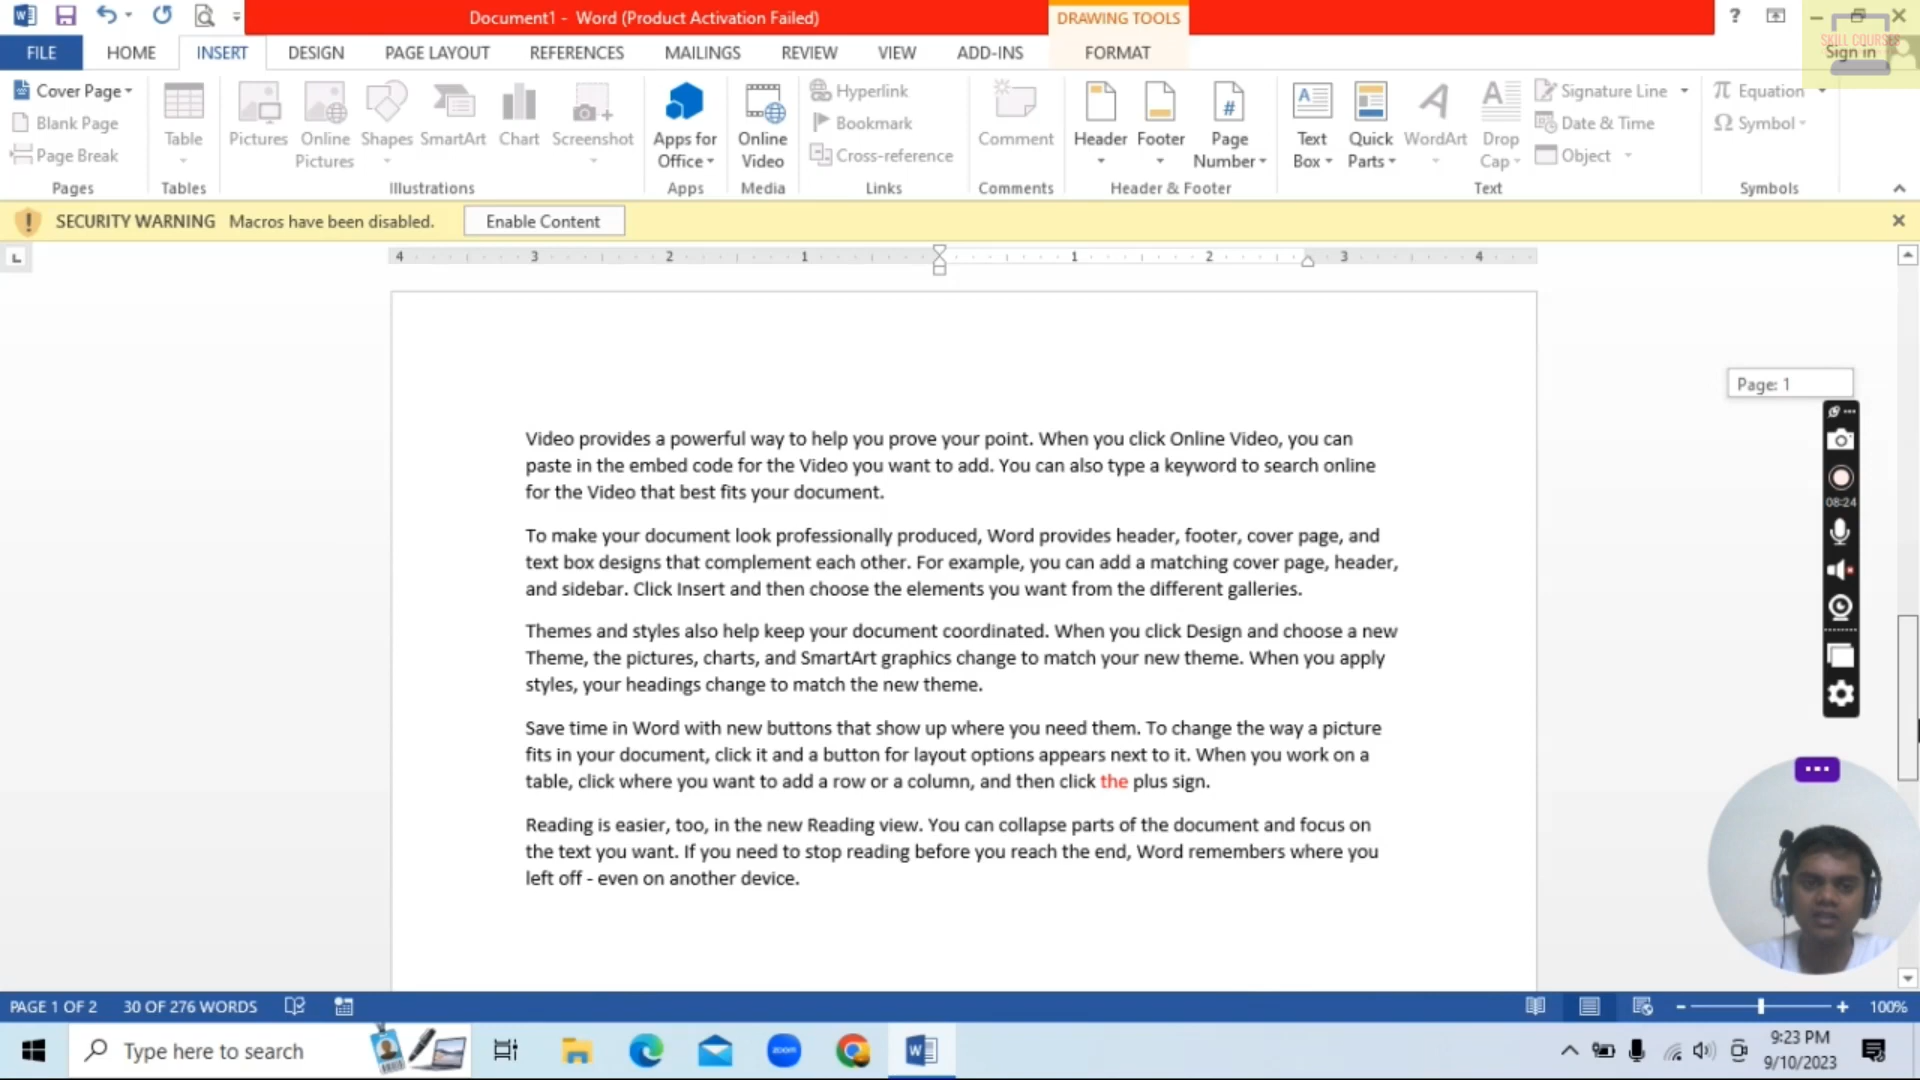 Document1 - Word (Product Activation Failed)
DRAWING TOOLS
?
SKILL COURSES
Sign in
FILE HOME INSERT DESIGN PAGE LAYOUT REFERENCES MAILINGS REVIEW VIEW ADD-INS FORMAT
Cover Page
Blank Page
Page Break
Pages
Table
Tables
Pictures
Online Pictures
Shapes
SmartArt
Chart
Screenshot
Illustrations
Apps for Office
Apps
Online Video
Media
Hyperlink
Bookmark
Cross-reference
Links
Comment
Comments
Header
Footer
Page Number
Header & Footer
Text Box
Quick Parts
WordArt
Drop Cap
Signature Line
Date & Time
Object
Text
π Equation
Ω Symbol
Symbols
SECURITY WARNING Macros have been disabled. Enable Content
4 3 2 1 1 2 3 4
Page: 1
08:24
Video provides a powerful way to help you prove your point. When you click Online Video, you can
paste in the embed code for the Video you want to add. You can also type a keyword to search online
for the Video that best fits your document.
To make your document look professionally produced, Word provides header, footer, cover page, and
text box designs that complement each other. For example, you can add a matching cover page, header,
and sidebar. Click Insert and then choose the elements you want from the different galleries.
Themes and styles also help keep your document coordinated. When you click Design and choose a new
Theme, the pictures, charts, and SmartArt graphics change to match your new theme. When you apply
styles, your headings change to match the new theme.
Save time in Word with new buttons that show up where you need them. To change the way a picture
fits in your document, click it and a button for layout options appears next to it. When you work on a
table, click where you want to add a row or a column, and then click the plus sign.
Reading is easier, too, in the new Reading view. You can collapse parts of the document and focus on
the text you want. If you need to stop reading before you reach the end, Word remembers where you
left off - even on another device.
PAGE 1 OF 2 30 OF 276 WORDS 100%
Type here to search
zoom
9:23 PM
9/10/2023